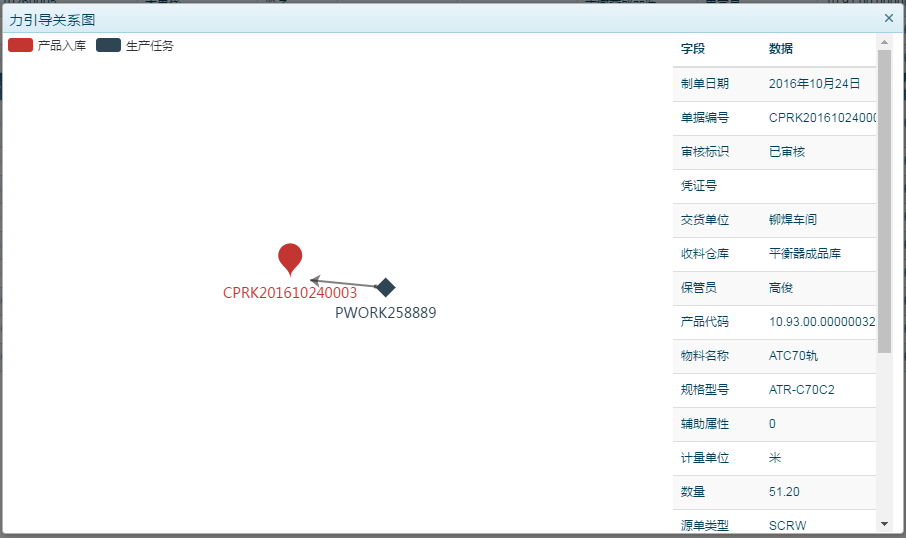 力引导关系图
产品入库 生产任务
CPRK201610240003
PWORK258889
字段 数据
制单日期 2016年10月24日
单据编号 CPRK20161024000
审核标识 已审核
凭证号
交货单位 铆焊车间
收料仓库 平衡器成品库
保管员 高俊
产品代码 10.93.00.00000032
物料名称 ATC70轨
规格型号 ATR-C70C2
辅助属性 0
计量单位 米
数量 51.20
源单类型 SCRW